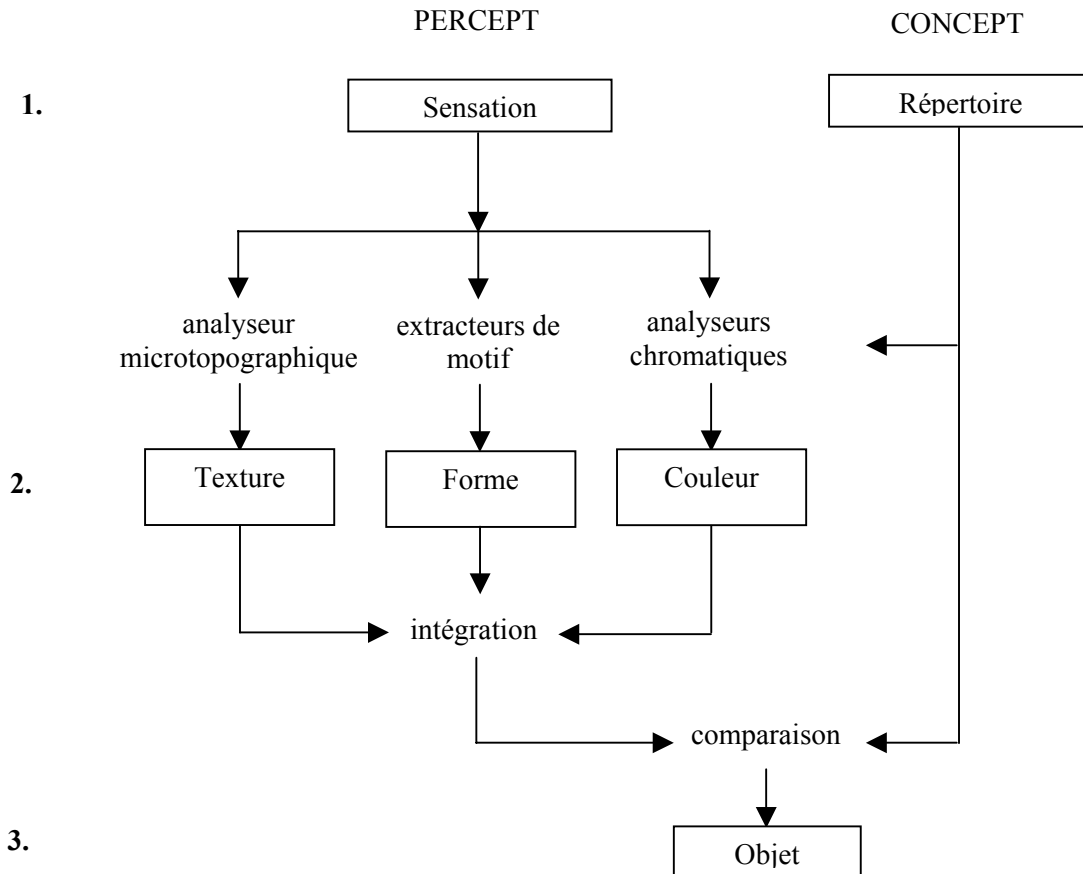 PERCEPT
CONCEPT
1.
Sensation
Répertoire
analyseur
microtopographique
extracteurs de
motif
analyseurs
chromatiques
2.
Texture
Forme
Couleur
intégration
comparaison
3.
Objet